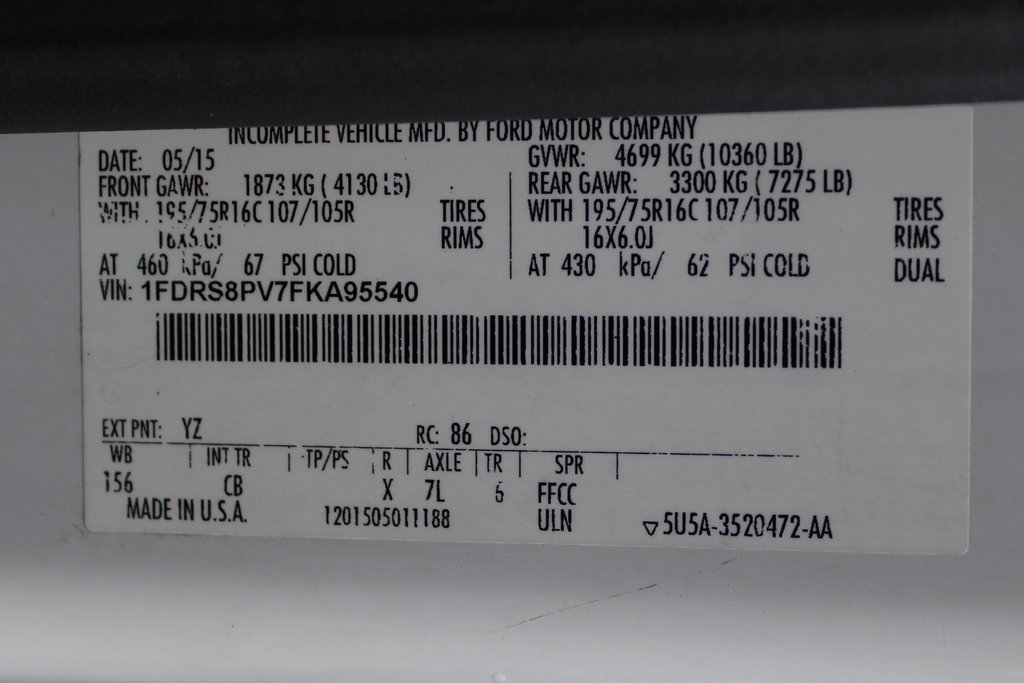 INCOMPLETE VEHICLE MFD. BY FORD MOTOR COMPANY
DATE: 05/15 GVWR: 4699 KG (10360 LB)
FRONT GAWR: 1873 KG ( 4130 LB) REAR GAWR: 3300 KG ( 7275 LB)
WITH 195/75R16C 107/105R TIRES WITH 195/75R16C 107/105R TIRES
16X6.0J RIMS 16X6.0J RIMS
AT 460 kPa/ 67 PSI COLD AT 430 kPa/ 62 PSI COLD DUAL
VIN: 1FDRS8PV7FKA95540
EXT PNT: YZ RC: 86 DSO:
WB INT TR TP/PS R AXLE TR SPR
156 CB X 7L 6 FFCC
MADE IN U.S.A. 1201505011188 ULN ▽5U5A-3520472-AA